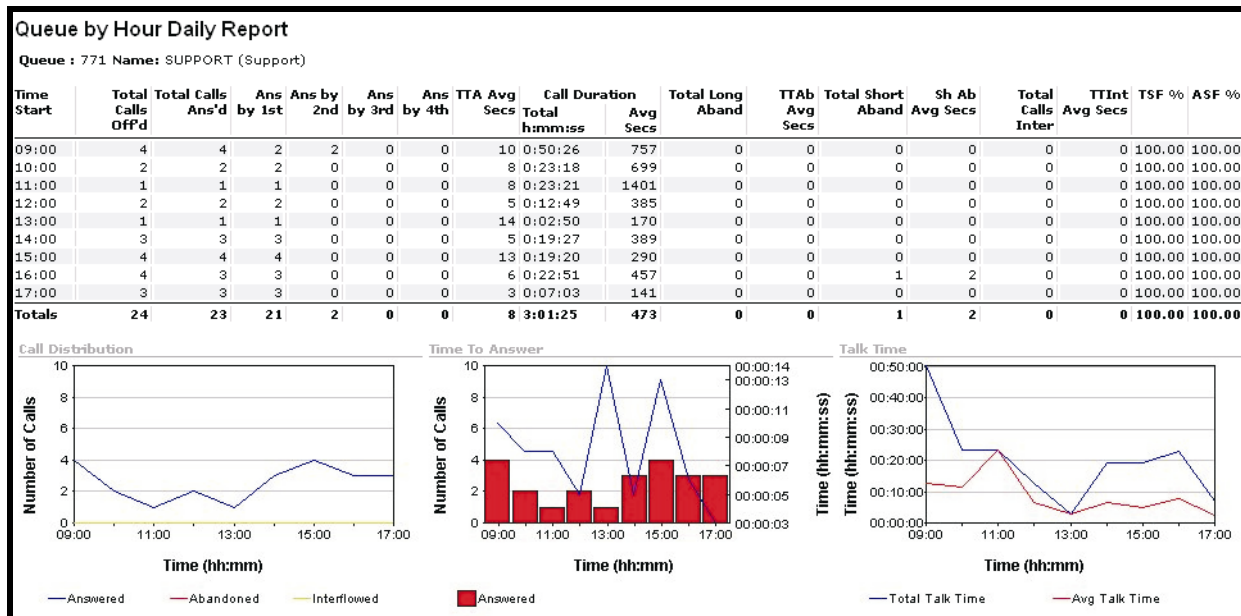 Queue by Hour Daily Report
Queue : 771 Name: SUPPORT (Support)
Time Start Total Calls Off'd Total Calls Ans'd Ans by 1st Ans by 2nd Ans by 3rd Ans by 4th TTA Avg Secs Call Duration Total h:mm:ss Avg Secs Total Long Aband TTAb Avg Secs Total Short Aband Sh Ab Avg Secs Total Calls Inter TTInt Avg Secs TSF % ASF %
09:00 4 4 2 2 0 0 10 0:50:26 757 0 0 0 0 0 0 100.00 100.00
10:00 2 2 2 0 0 0 8 0:23:18 699 0 0 0 0 0 0 100.00 100.00
11:00 1 1 1 0 0 0 8 0:23:21 1401 0 0 0 0 0 0 100.00 100.00
12:00 2 2 2 0 0 0 5 0:12:49 385 0 0 0 0 0 0 100.00 100.00
13:00 1 1 1 0 0 0 14 0:02:50 170 0 0 0 0 0 0 100.00 100.00
14:00 3 3 3 0 0 0 5 0:19:27 389 0 0 0 0 0 0 100.00 100.00
15:00 4 4 4 0 0 0 13 0:19:20 290 0 0 0 0 0 0 100.00 100.00
16:00 4 3 3 0 0 0 6 0:22:51 457 0 0 1 2 0 0 100.00 100.00
17:00 3 3 3 0 0 0 3 0:07:03 141 0 0 0 0 0 0 100.00 100.00
Totals 24 23 21 2 0 0 8 3:01:25 473 0 0 1 2 0 0 100.00 100.00
Call Distribution
Number of Calls
10
8
6
4
2
0
09:00 11:00 13:00 15:00 17:00
Time (hh:mm)
Answered Abandoned Interflowed
Time To Answer
Number of Calls
10
8
6
4
2
0
00:00:14
00:00:13
00:00:11
00:00:09
00:00:07
00:00:05
00:00:03
Time (hh:mm:ss)
09:00 11:00 13:00 15:00 17:00
Time (hh:mm)
Answered
Talk Time
Time (hh:mm:ss)
00:50:00
00:40:00
00:30:00
00:20:00
00:10:00
00:00:00
09:00 11:00 13:00 15:00 17:00
Time (hh:mm)
Total Talk Time Avg Talk Time